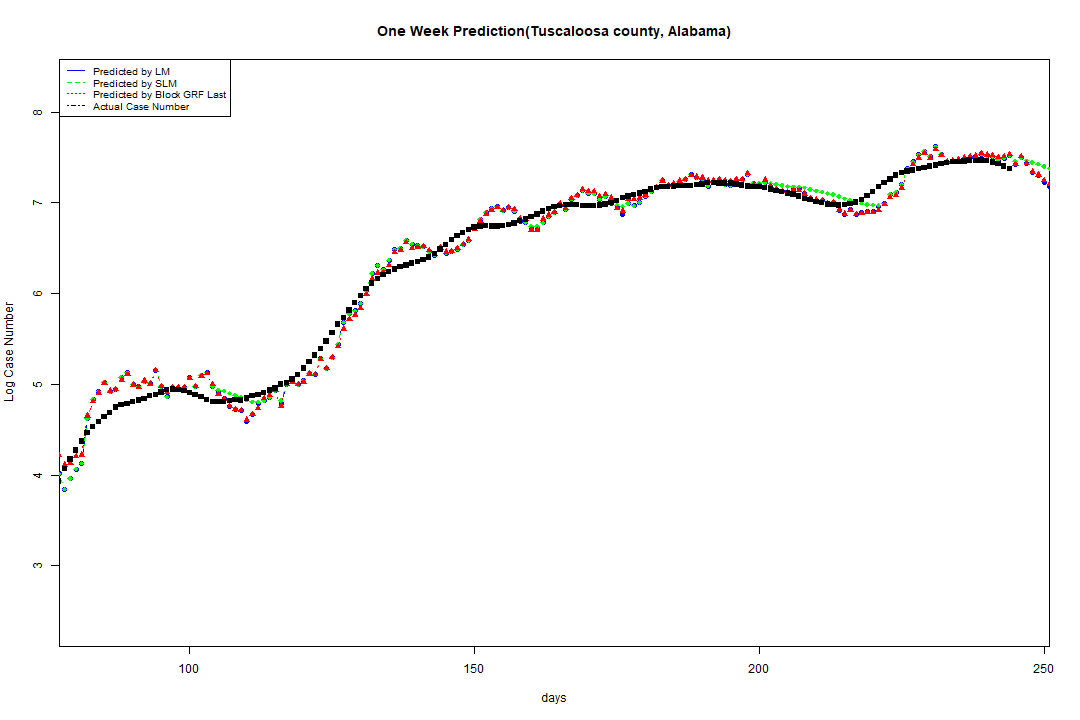 One Week Prediction(Tuscaloosa county, Alabama)
Predicted by LM
Predicted by SLM
Predicted by Block GRF Last
Actual Case Number
8
7
6
5
4
3
Log Case Number
100 150 200 250
days